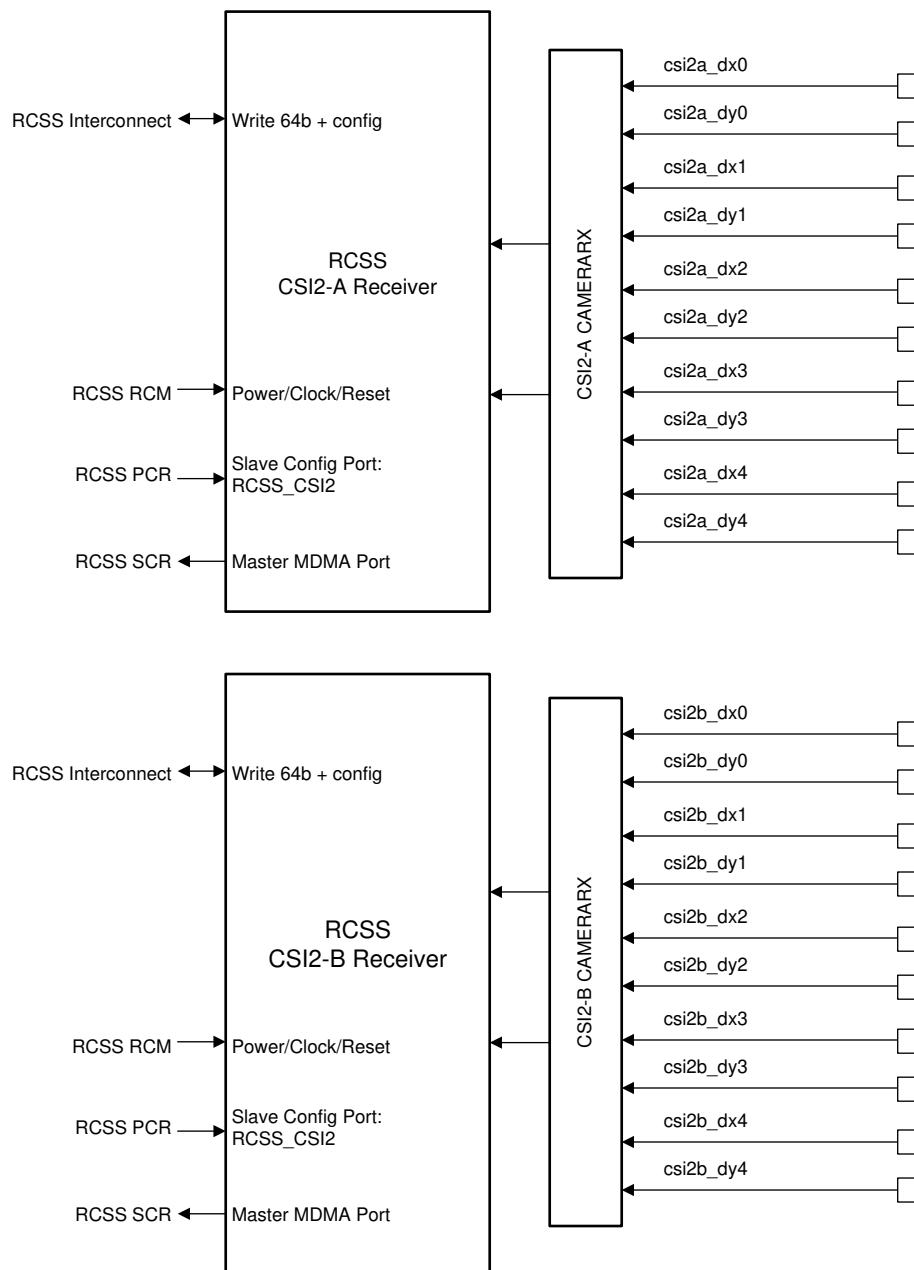 csi2a_dx0
RCSS Interconnect
Write 64b + config
csi2a_dy0
csi2a_dx1
csi2a_dy1
RCSS
CSI2-A Receiver
CSI2-A CAMERARX
csi2a_dx2
csi2a_dy2
csi2a_dx3
RCSS RCM
Power/Clock/Reset
csi2a_dy3
RCSS PCR
Slave Config Port:
RCSS_CSI2
csi2a_dx4
csi2a_dy4
RCSS SCR
Master MDMA Port
csi2b_dx0
RCSS Interconnect
Write 64b + config
csi2b_dy0
csi2b_dx1
csi2b_dy1
RCSS
CSI2-B Receiver
CSI2-B CAMERARX
csi2b_dx2
csi2b_dy2
csi2b_dx3
RCSS RCM
Power/Clock/Reset
csi2b_dy3
RCSS PCR
Slave Config Port:
RCSS_CSI2
csi2b_dx4
csi2b_dy4
RCSS SCR
Master MDMA Port